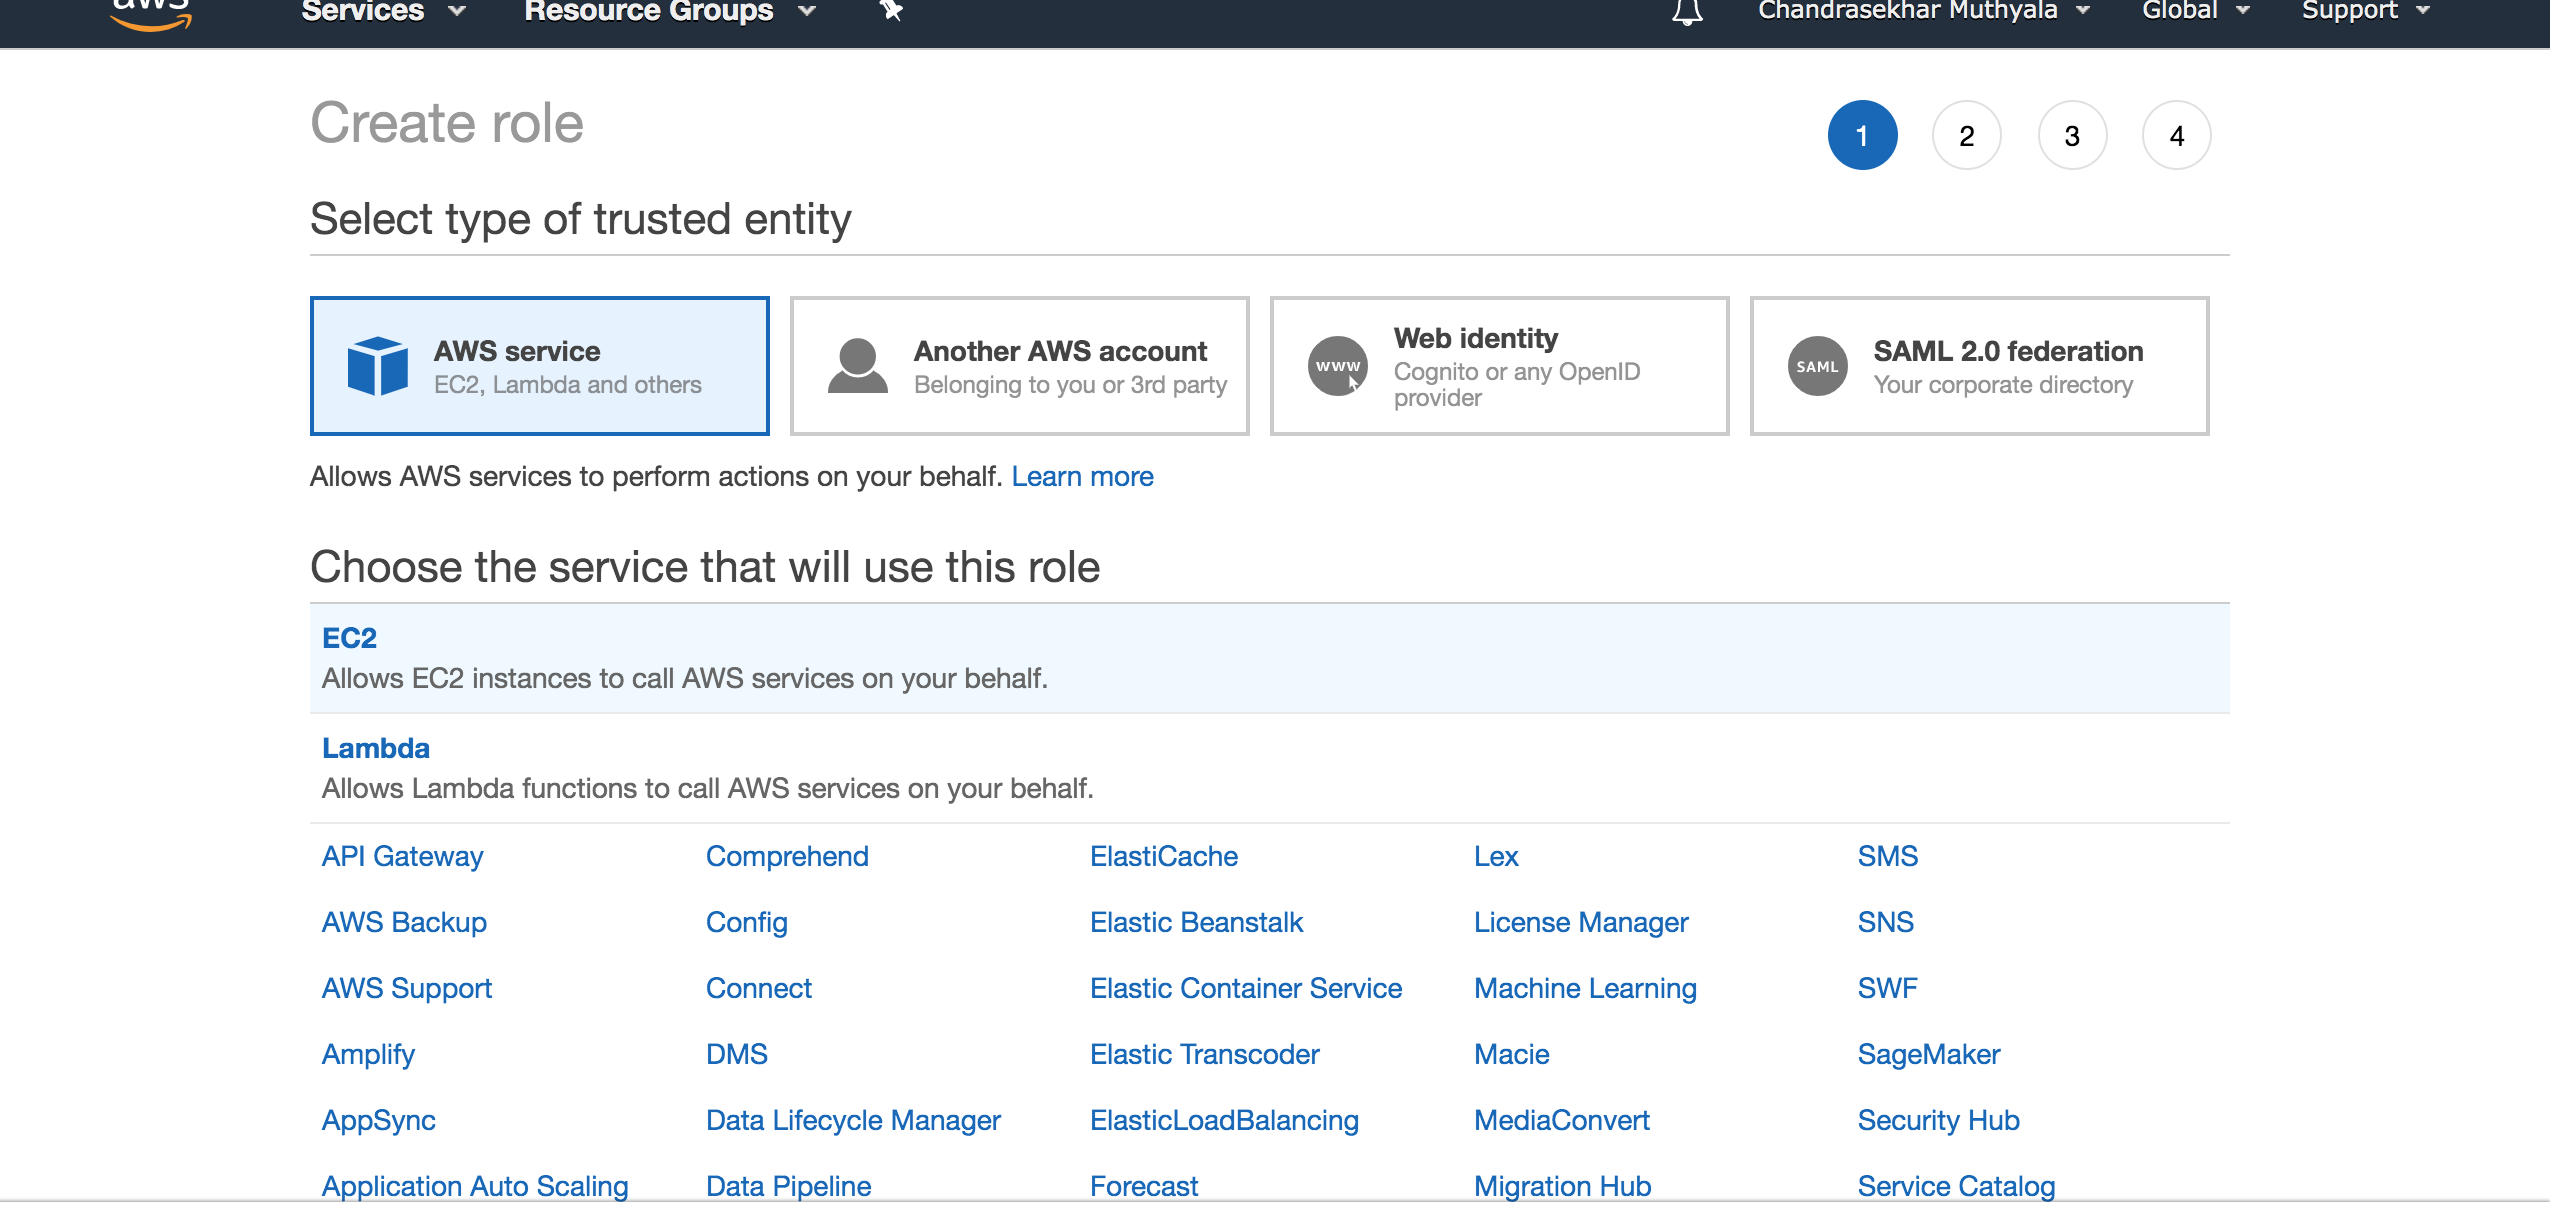 aws Services Resource Groups Chandrasekhar Muthyala Global Support
Create role 1 2 3 4
Select type of trusted entity
AWS service
EC2, Lambda and others
Another AWS account
Belonging to you or 3rd party
www
Web identity
Cognito or any OpenID
provider
SAML
SAML 2.0 federation
Your corporate directory
Allows AWS services to perform actions on your behalf. Learn more
Choose the service that will use this role
EC2
Allows EC2 instances to call AWS services on your behalf.
Lambda
Allows Lambda functions to call AWS services on your behalf.
API Gateway Comprehend ElastiCache Lex SMS
AWS Backup Config Elastic Beanstalk License Manager SNS
AWS Support Connect Elastic Container Service Machine Learning SWF
Amplify DMS Elastic Transcoder Macie SageMaker
AppSync Data Lifecycle Manager ElasticLoadBalancing MediaConvert Security Hub
Application Auto Scaling Data Pipeline Forecast Migration Hub Service Catalog